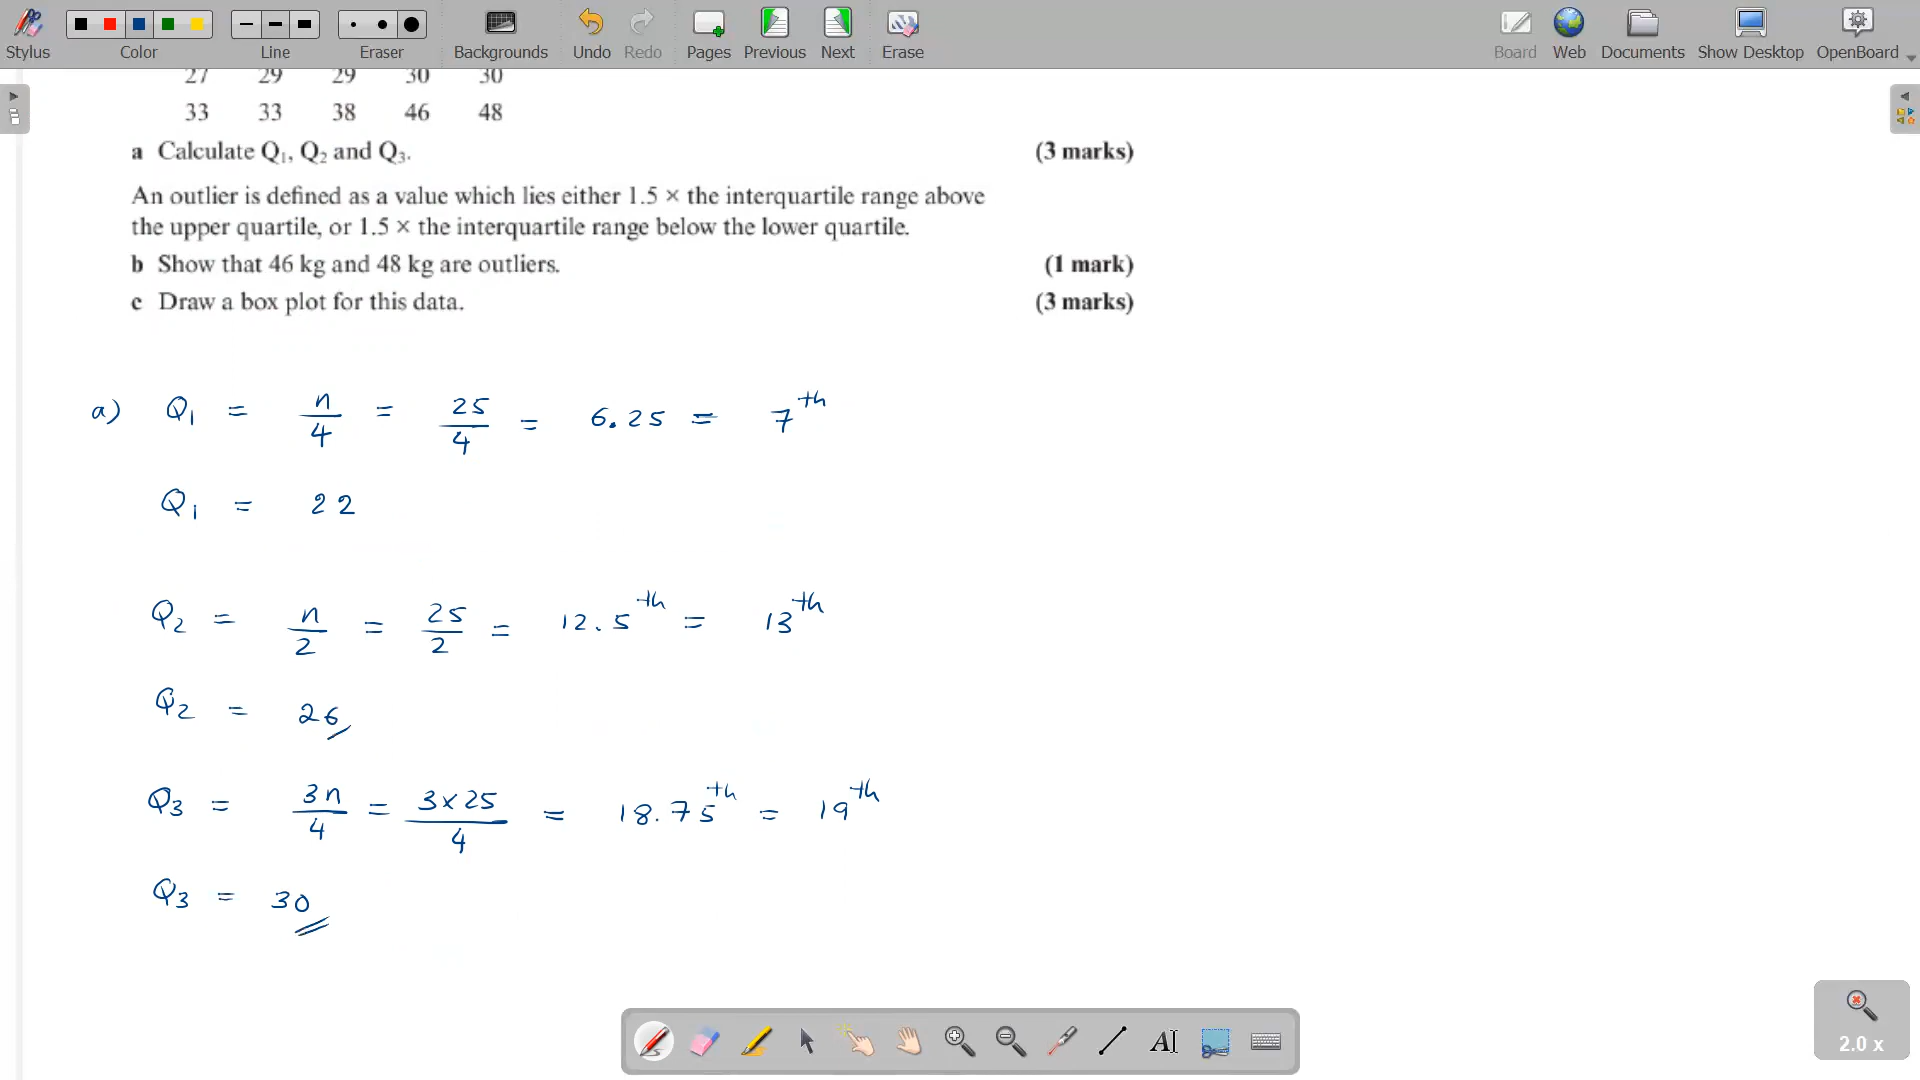 Stylus Color Line Eraser Backgrounds Undo Redo Pages Previous Next Erase Board Web Documents Show Desktop OpenBoard
27 29 29 30 30
33 33 38 46 48
a Calculate Q₁, Q₂ and Q₃. (3 marks)
An outlier is defined as a value which lies either 1.5 × the interquartile range above
the upper quartile, or 1.5 × the interquartile range below the lower quartile.
b Show that 46 kg and 48 kg are outliers. (1 mark)
c Draw a box plot for this data. (3 marks)
a) Q₁ = n/4 = 25/4 = 6.25 = 7th
Q₁ = 22
Q₂ = n/2 = 25/2 = 12.5th = 13th
Q₂ = 26
Q₃ = 3n/4 = 3×25/4 = 18.75th = 19th
Q₃ = 30
2.0 x